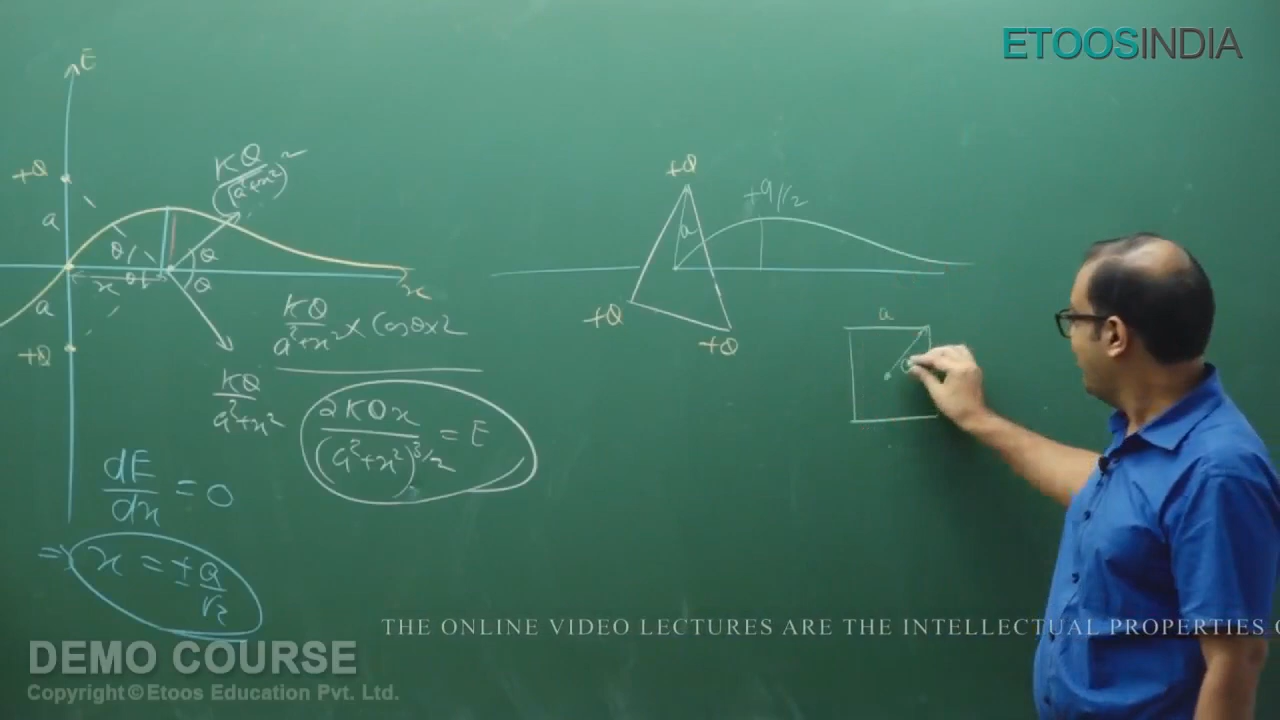 ETOOSINDIA
E
+Q
a
KQ
(a²+x²)²
θ
θ
θ
θ
x
a
+Q
x
KQ
a²+x² × Cosθ×2
KQ
a²+x²
2KQx
(a²+x²)^3/2 = E
dE
dx = 0
⇒ x = ± a
√2
+Q
a
+a/√2
+Q
+Q
a
THE ONLINE VIDEO LECTURES ARE THE INTELLECTUAL PROPERTIES
DEMO COURSE
Copyright©Etoos Education Pvt. Ltd.